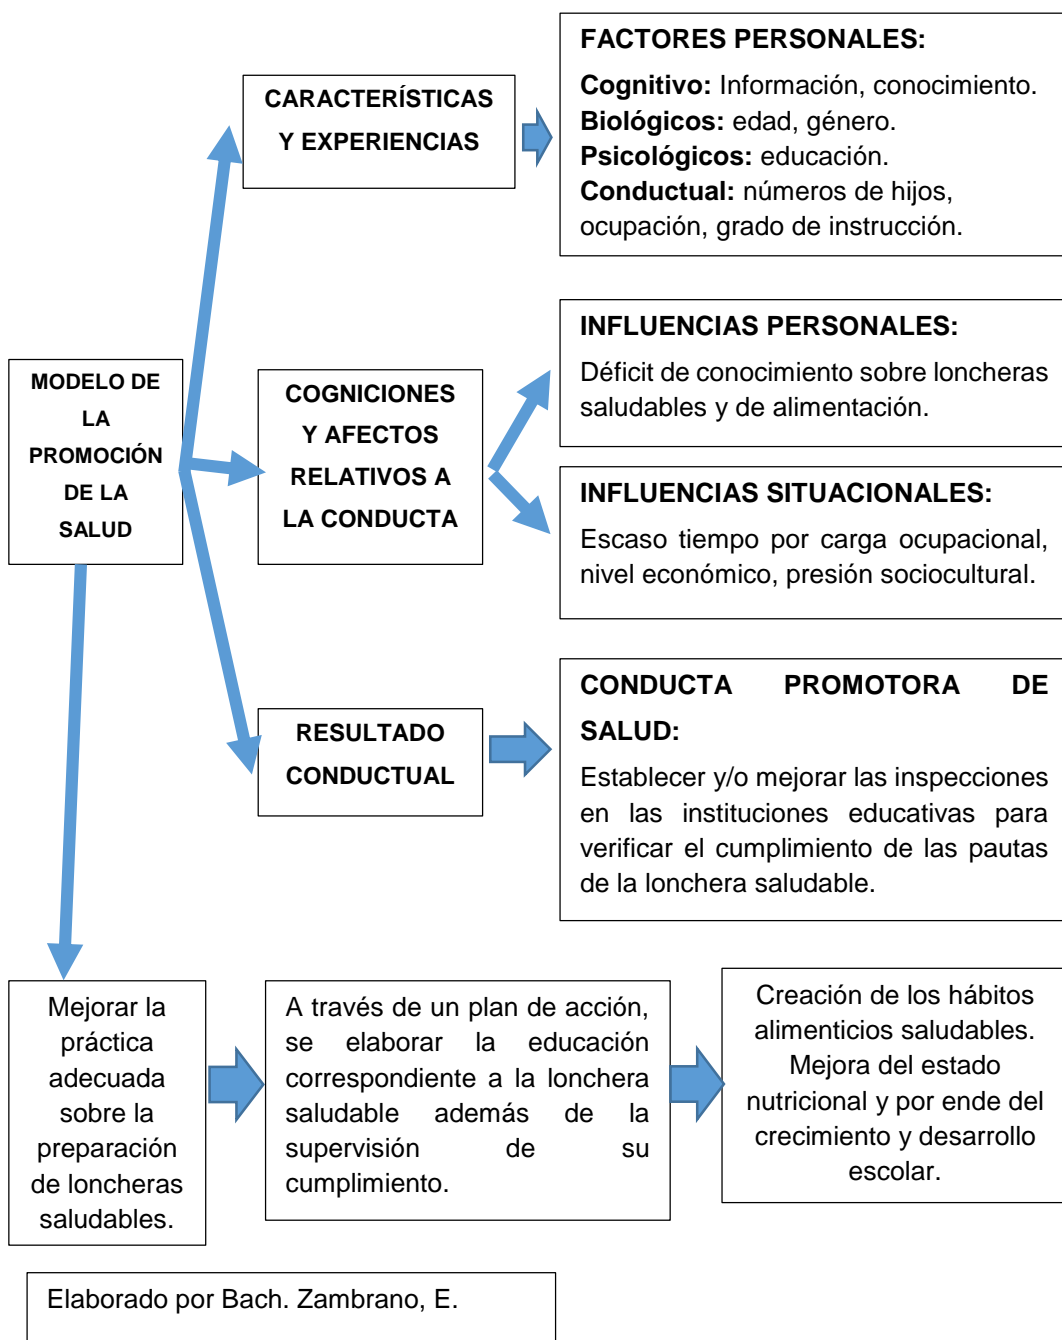 FACTORES PERSONALES:
Cognitivo: Información, conocimiento.
Biológicos: edad, género.
Psicológicos: educación.
Conductual: números de hijos,
ocupación, grado de instrucción.
CARACTERÍSTICAS
Y EXPERIENCIAS
INFLUENCIAS PERSONALES:
Déficit de conocimiento sobre loncheras
saludables y de alimentación.
MODELO DE
LA
PROMOCIÓN
DE LA
SALUD
COGNICIONES
Y AFECTOS
RELATIVOS A
LA CONDUCTA
INFLUENCIAS SITUACIONALES:
Escaso tiempo por carga ocupacional,
nivel económico, presión sociocultural.
RESULTADO
CONDUCTUAL
CONDUCTA PROMOTORA DE
SALUD:
Establecer y/o mejorar las inspecciones
en las instituciones educativas para
verificar el cumplimiento de las pautas
de la lonchera saludable.
Mejorar la
práctica
adecuada
sobre la
preparación
de loncheras
saludables.
A través de un plan de acción,
se elaborar la educación
correspondiente a la lonchera
saludable además de la
supervisión de su
cumplimiento.
Creación de los hábitos
alimenticios saludables.
Mejora del estado
nutricional y por ende del
crecimiento y desarrollo
escolar.
Elaborado por Bach. Zambrano, E.